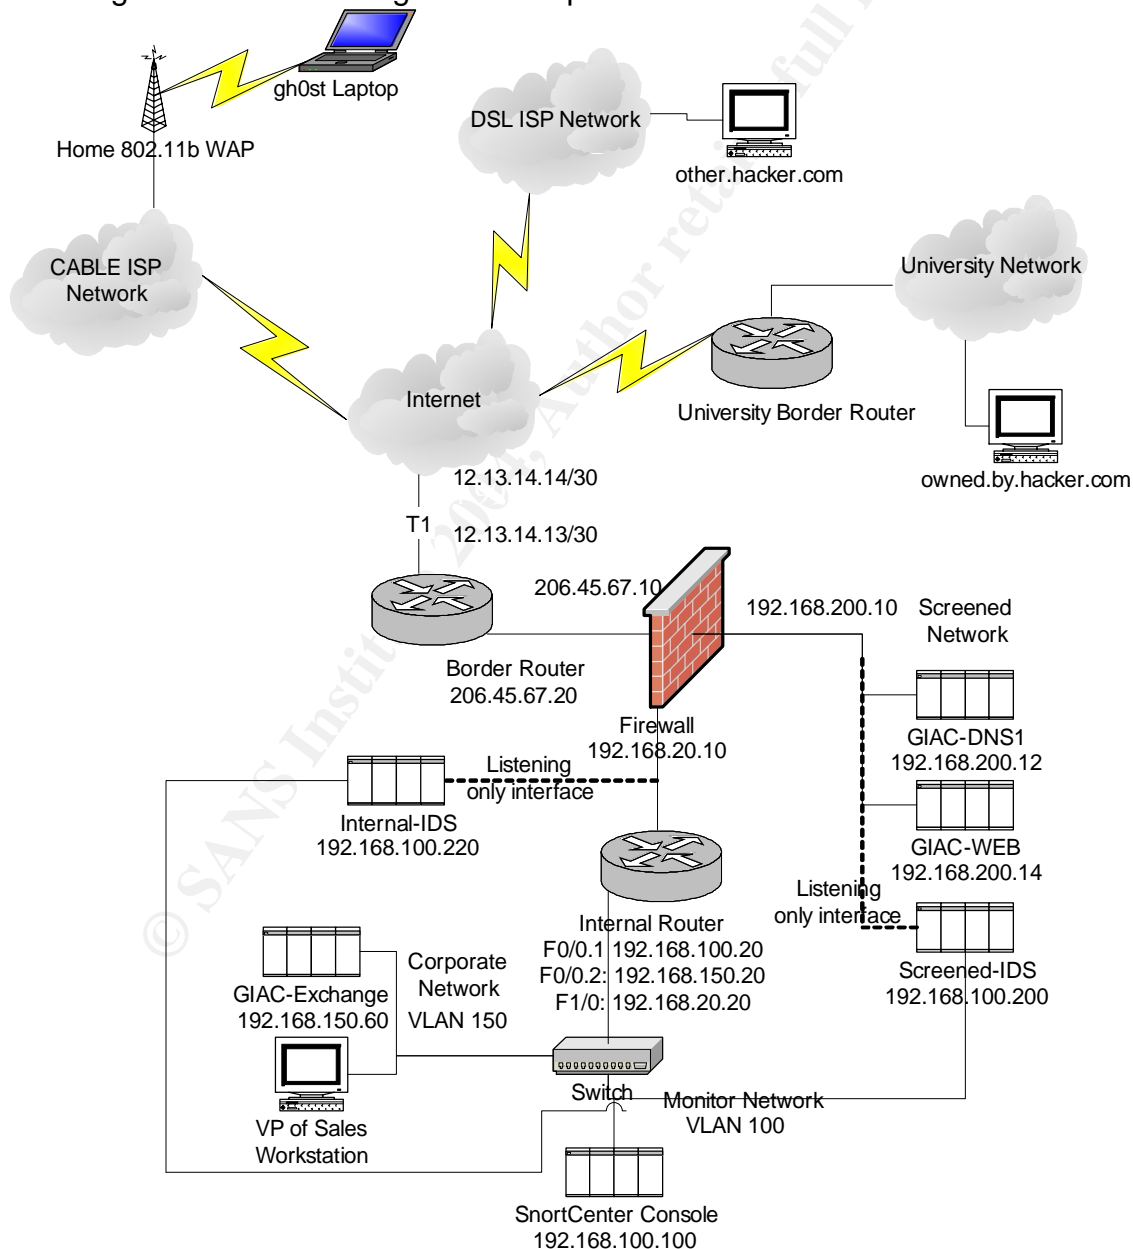 gh0st Laptop
Home 802.11b WAP
DSL ISP Network
other.hacker.com
CABLE ISP
Network
University Network
Internet
University Border Router
owned.by.hacker.com
12.13.14.14/30
T1
12.13.14.13/30
206.45.67.10
192.168.200.10
Screened
Network
Border Router
206.45.67.20
Firewall
192.168.20.10
GIAC-DNS1
192.168.200.12
Listening
only interface
Internal-IDS
192.168.100.220
GIAC-WEB
192.168.200.14
Listening
only interface
Internal Router
F0/0.1 192.168.100.20
F0/0.2: 192.168.150.20
F1/0: 192.168.20.20
Screened-IDS
192.168.100.200
Corporate
Network
VLAN 150
GIAC-Exchange
192.168.150.60
Switch
Monitor Network
VLAN 100
VP of Sales
Workstation
SnortCenter Console
192.168.100.100
© SANS Institute 2004, Author retains full